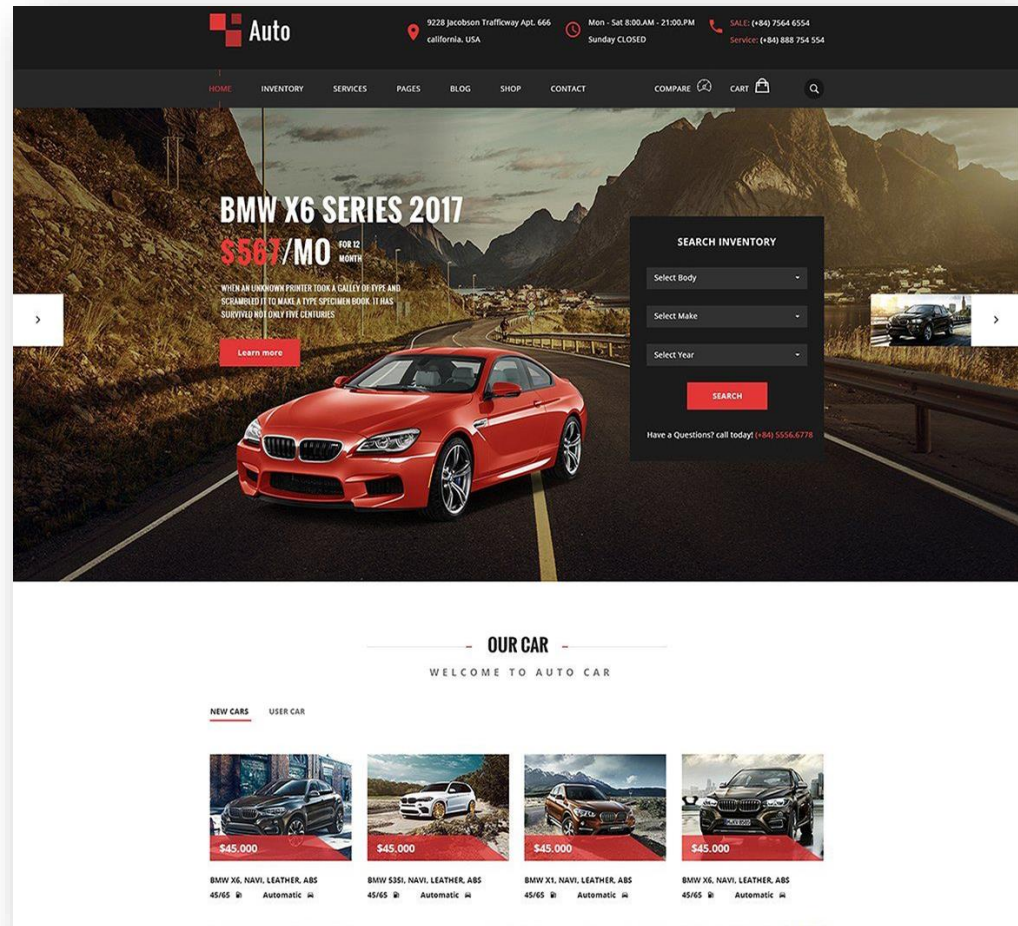 Auto
9228 Jacobson Trafficway Apt. 666
california. USA
Mon - Sat 8:00.AM - 21:00.PM
Sunday CLOSED
SALE: (+84) 7564 6554
Service: (+84) 888 754 554
HOME INVENTORY SERVICES PAGES BLOG SHOP CONTACT COMPARE CART
BMW X6 SERIES 2017
$567/MO FOR 12 MONTH
WHEN AN UNKNOWN PRINTER TOOK A GALLEY OF TYPE AND
SCRAMBLED IT TO MAKE A TYPE SPECIMEN BOOK. IT HAS
SURVIVED NOT ONLY FIVE CENTURIES
Learn more
SEARCH INVENTORY
Select Body
Select Make
Select Year
SEARCH
Have a Questions? call today! (+84) 5556.6778
OUR CAR
WELCOME TO AUTO CAR
NEW CARS USER CAR
$45.000 $45.000 $45.000 $45.000
BMW X6, NAVI, LEATHER, ABS BMW 535I, NAVI, LEATHER, ABS BMW X1, NAVI, LEATHER, ABS BMW X6, NAVI, LEATHER, ABS
45/65 Automatic 45/65 Automatic 45/65 Automatic 45/65 Automatic